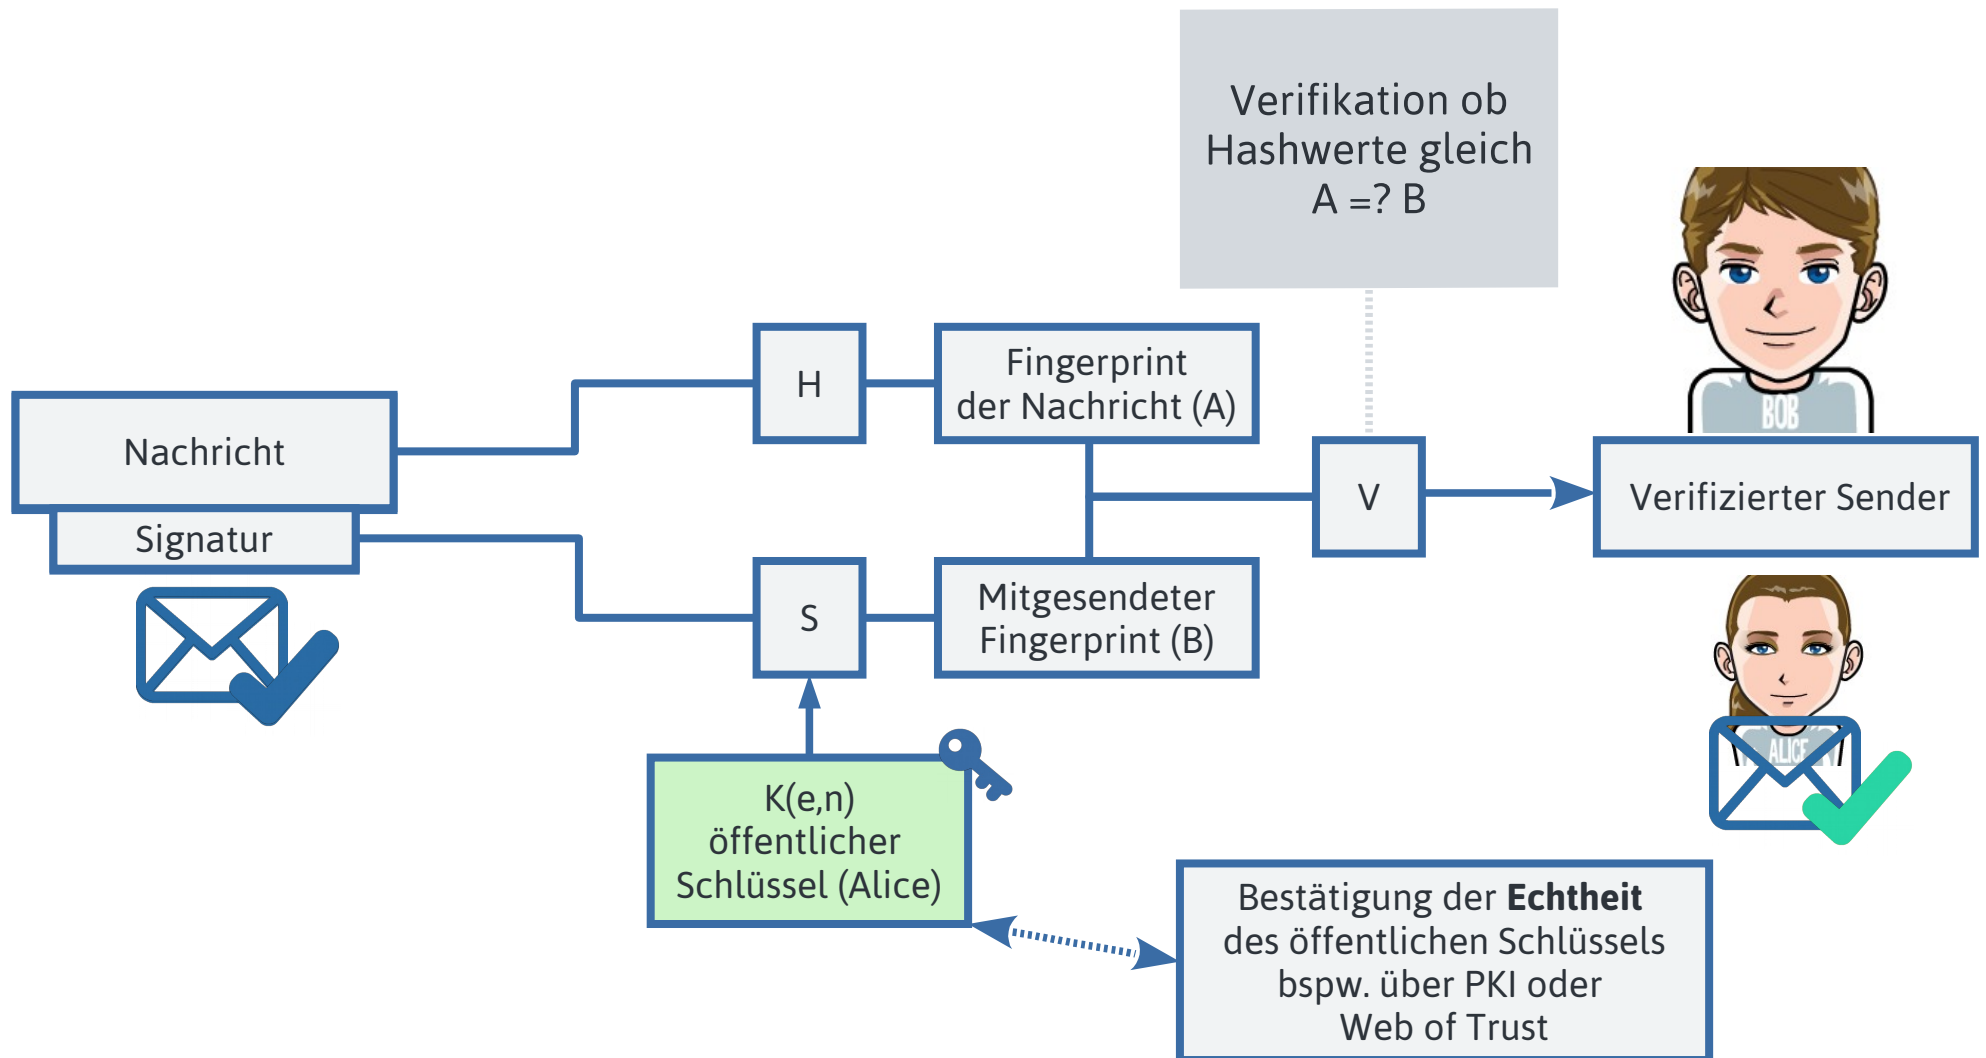 Verifikation ob
Hashwerte gleich
A =? B
BOB
H
Fingerprint
der Nachricht (A)
Nachricht
Signatur
V
Verifizierter Sender
S
Mitgesendeter
Fingerprint (B)
ALICE
K(e,n)
öffentlicher
Schlüssel (Alice)
Bestätigung der Echtheit
des öffentlichen Schlüssels
bspw. über PKI oder
Web of Trust